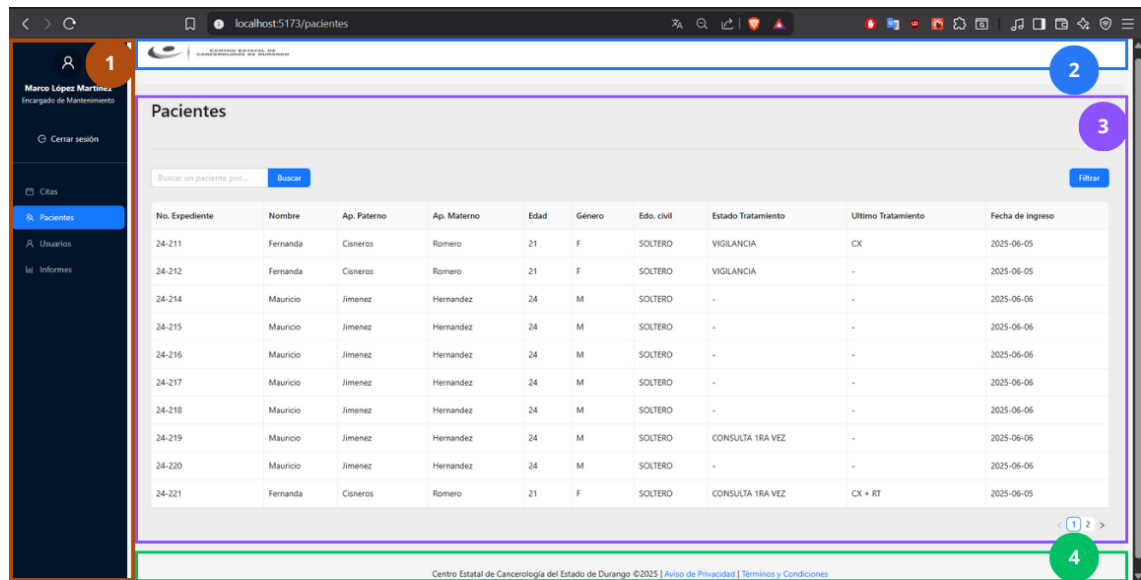 localhost:5173/pacientes
1
Marco López Martínez
Encargado de Mantenimiento
Cerrar sesión
Citas
Pacientes
Usuarios
Informes
CENTRO ESTATAL DE
CANCEROLOGÍA DE DURANGO
2
Pacientes
3
Buscar un paciente por... Buscar Filtrar
No. Expediente Nombre Ap. Paterno Ap. Materno Edad Género Edo. civil Estado Tratamiento Ultimo Tratamiento Fecha de ingreso
24-211 Fernanda Cisneros Romero 21 F SOLTERO VIGILANCIA CX 2025-06-05
24-212 Fernanda Cisneros Romero 21 F SOLTERO VIGILANCIA - 2025-06-05
24-214 Mauricio Jimenez Hernandez 24 M SOLTERO - - 2025-06-06
24-215 Mauricio Jimenez Hernandez 24 M SOLTERO - - 2025-06-06
24-216 Mauricio Jimenez Hernandez 24 M SOLTERO - - 2025-06-06
24-217 Mauricio Jimenez Hernandez 24 M SOLTERO - - 2025-06-06
24-218 Mauricio Jimenez Hernandez 24 M SOLTERO - - 2025-06-06
24-219 Mauricio Jimenez Hernandez 24 M SOLTERO CONSULTA 1RA VEZ - 2025-06-06
24-220 Mauricio Jimenez Hernandez 24 M SOLTERO - - 2025-06-06
24-221 Fernanda Cisneros Romero 21 F SOLTERO CONSULTA 1RA VEZ CX + RT 2025-06-05
< 1 2 >
4
Centro Estatal de Cancerología del Estado de Durango ©2025 | Aviso de Privacidad | Términos y Condiciones